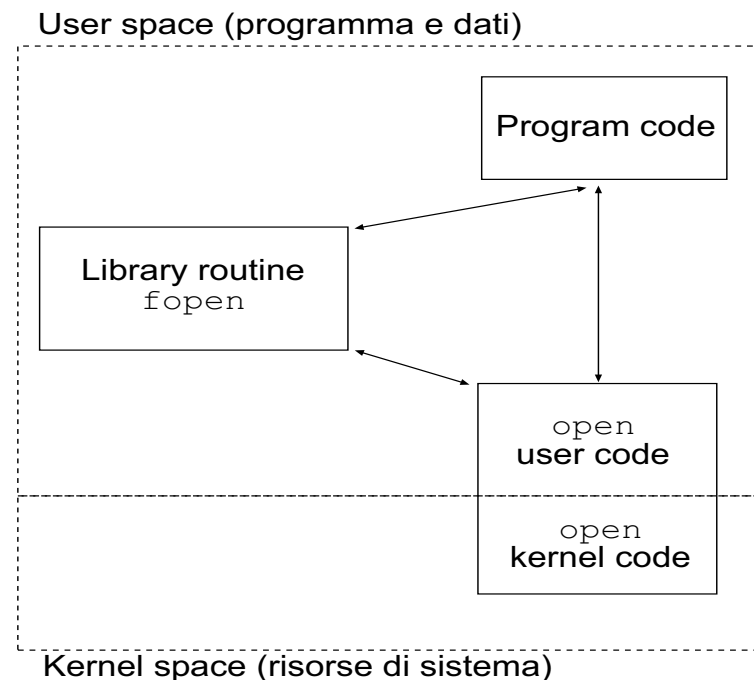 User space (programma e dati)
Program code
Library routine
fopen
open
user code
open
kernel code
Kernel space (risorse di sistema)